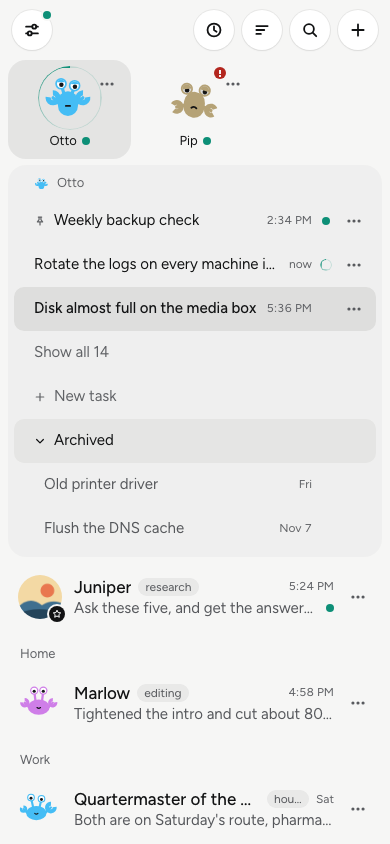 Otto
Pip
Otto
Weekly backup check 2:34 PM
Rotate the logs on every machine i... now
Disk almost full on the media box 5:36 PM
Show all 14
New task
Archived
Old printer driver Fri
Flush the DNS cache Nov 7
Juniper research 5:24 PM
Ask these five, and get the answer...
Home
Marlow editing 4:58 PM
Tightened the intro and cut about 80...
Work
Quartermaster of the ... hou... Sat
Both are on Saturday's route, pharma...